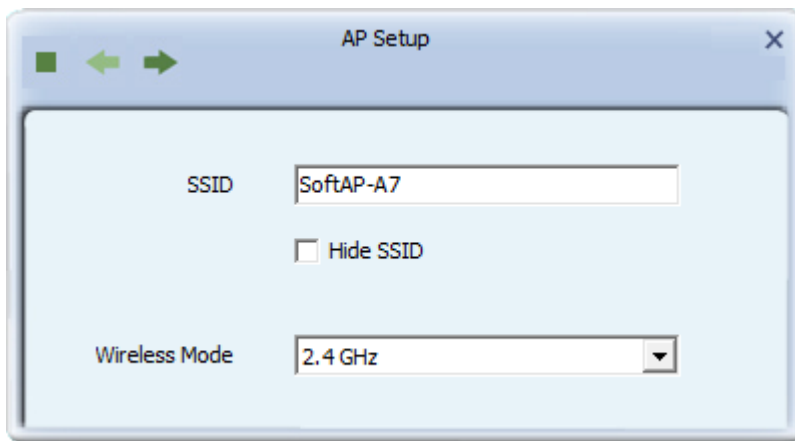 AP Setup
SSID
SoftAP-A7
Hide SSID
Wireless Mode
2.4 GHz